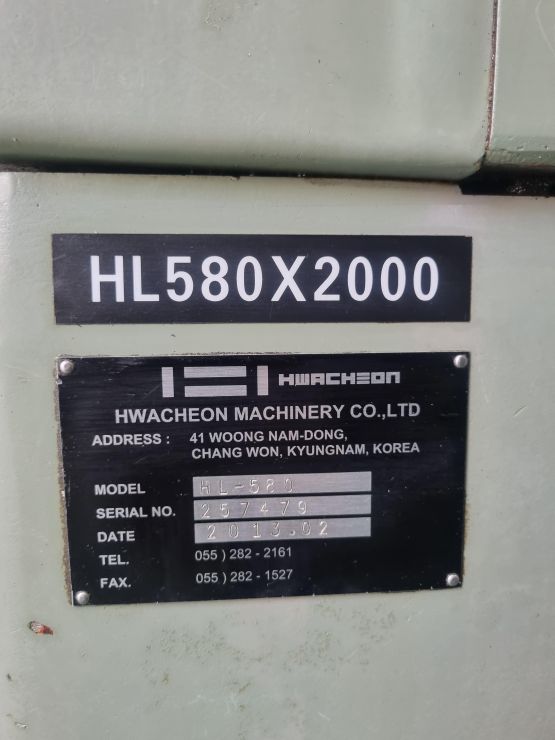 HL580X2000
HWACHEON
HWACHEON MACHINERY CO.,LTD
ADDRESS : 41 WOONG NAM-DONG,
CHANG WON, KYUNGNAM, KOREA
MODEL HL-580
SERIAL NO. 257479
DATE 2013.02
TEL. 055 ) 282 - 2161
FAX. 055 ) 282 - 1527